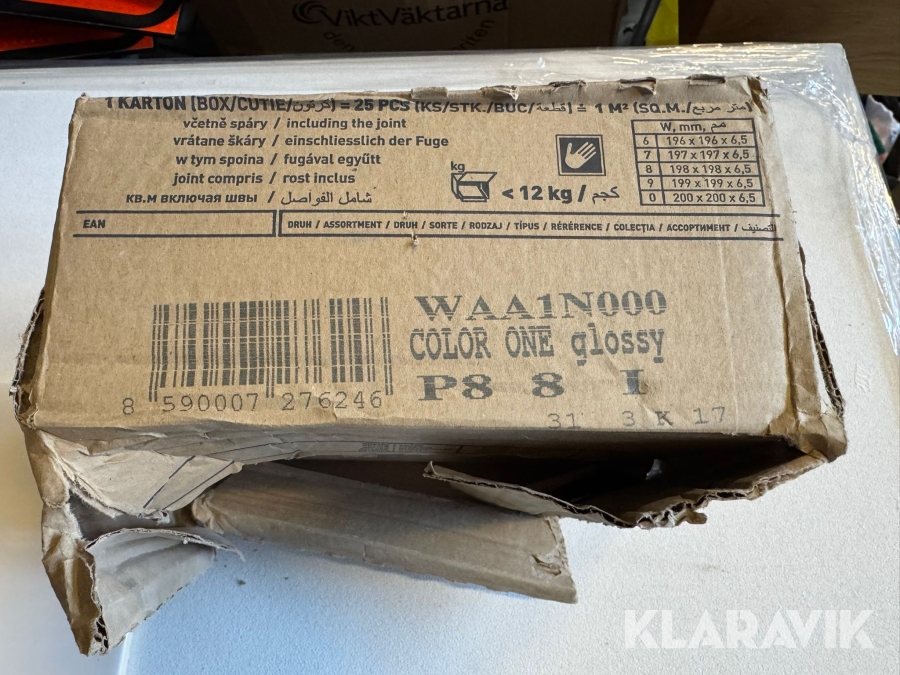 ViktVäktarna
1 KARTON (BOX/CUTIE/كرتون) = 25 PCS (KS/STK./BUC/قطعة) ≐ 1 M² (SQ.M./متر مربع)
včetně spáry / including the joint
vrátane škáry / einschliesslich der Fuge
w tym spoina / fugával együtt
joint compris / rost inclus
кв.м включая швы / شامل الفواصل
kg
< 12 kg / كجم
W, mm, مم
6 196 x 196 x 6,5
7 197 x 197 x 6,5
8 198 x 198 x 6,5
9 199 x 199 x 6,5
0 200 x 200 x 6,5
EAN
DRUH / ASSORTMENT / DRUH / SORTE / RODZAJ / TÍPUS / RÉRÉRENCE / COLECŢIA / АССОРТИМЕНТ / التصنيف
WAA1N000
COLOR ONE glossy
P8 8 I
8 590007 276246
31 3 K 17
KLARAVIK